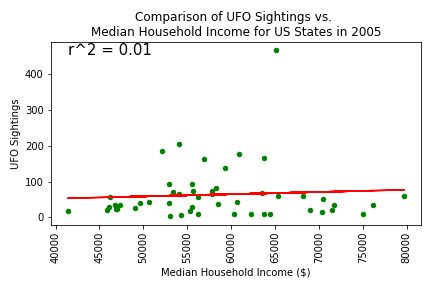 Comparison of UFO Sightings vs.
Median Household Income for US States in 2005
r^2 = 0.01
UFO Sightings
400
300
200
100
0
40000
45000
50000
55000
60000
65000
70000
75000
80000
Median Household Income ($)